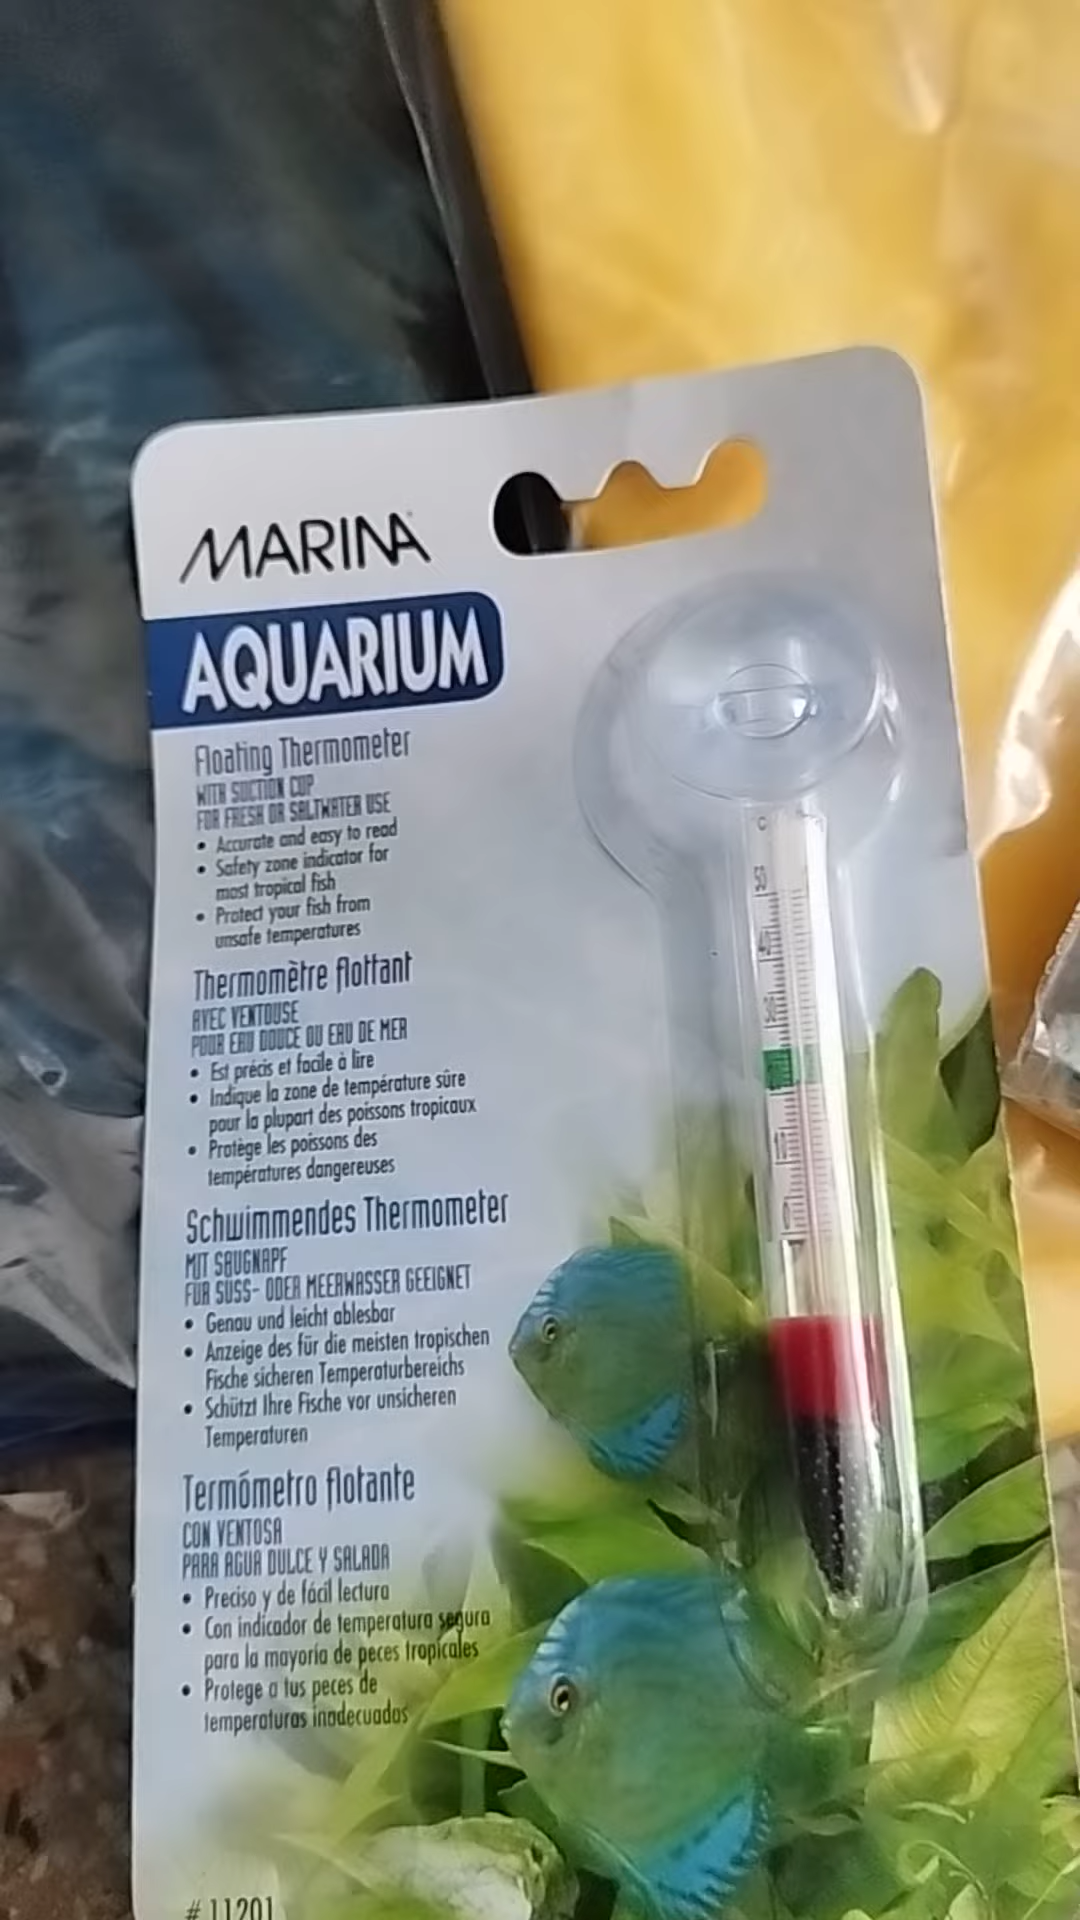 MARINA
AQUARIUM
Floating Thermometer
WITH SUCTION CUP
FOR FRESH OR SALTWATER USE
• Accurate and easy to read
• Safety zone indicator for
most tropical fish
• Protect your fish from
unsafe temperatures
Thermomètre flottant
AVEC VENTOUSE
POUR EAU DOUCE OU EAU DE MER
• Est précis et facile à lire
• Indique la zone de température sûre
pour la plupart des poissons tropicaux
• Protège les poissons des
températures dangereuses
Schwimmendes Thermometer
MIT SAUGNAPF
FÜR SÜSS- ODER MEERWASSER GEEIGNET
• Genau und leicht ablesbar
• Anzeige des für die meisten tropischen
Fische sicheren Temperaturbereichs
• Schützt Ihre Fische vor unsicheren
Temperaturen
Termómetro flotante
CON VENTOSA
PARA AGUA DULCE Y SALADA
• Preciso y de fácil lectura
• Con indicador de temperatura segura
para la mayoría de peces tropicales
• Protege a tus peces de
temperaturas inadecuadas
# 11201
C
50
40
30
10
0